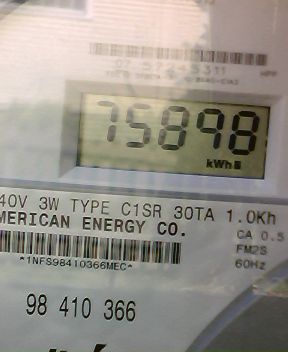 75898
kWh
40V 3W TYPE C1SR 30TA 1.0Kh
MERICAN ENERGY CO.
CA 0.5
*1NFS98410366MEC*
FM2S
60Hz
98 410 366